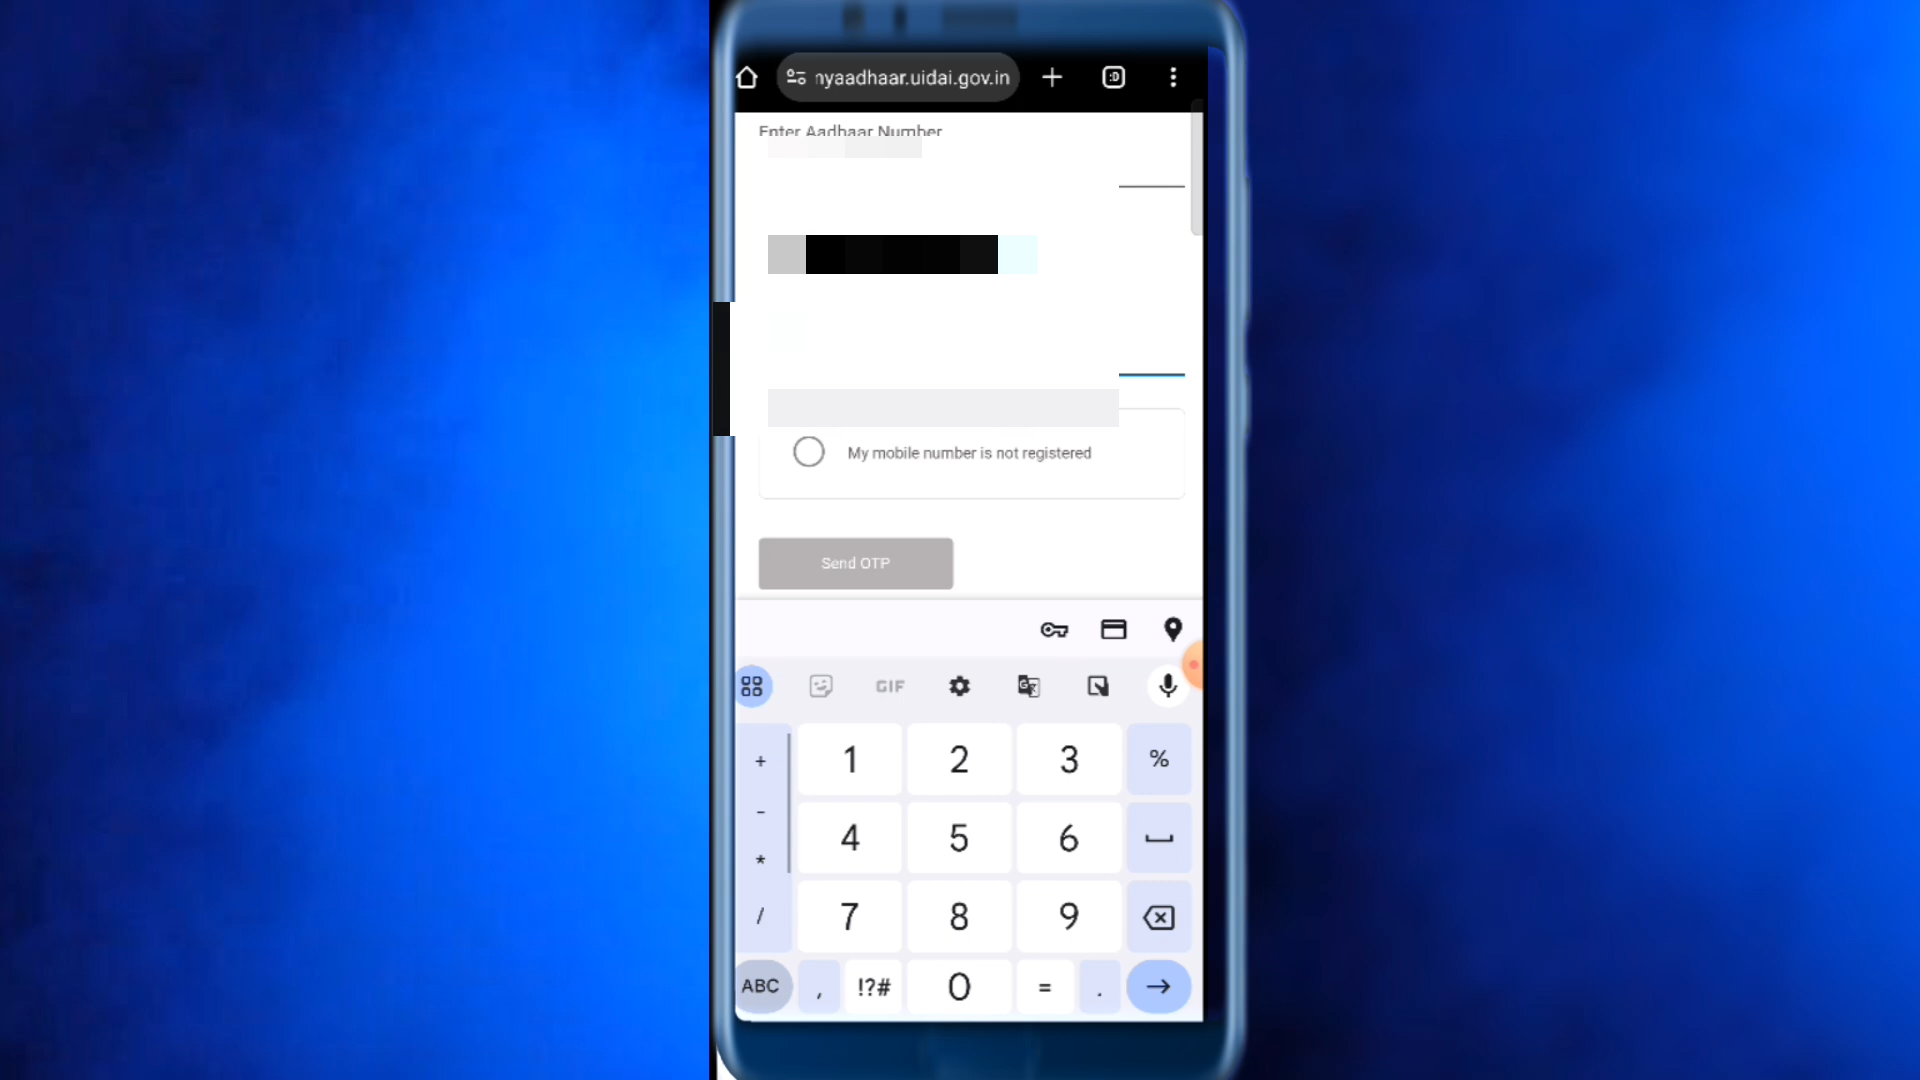 nyaadhaar.uidai.gov.in
:D
Enter Aadhaar Number
My mobile number is not registered
Send OTP
GIF
+ 1 2 3 %
-
4 5 6
*
/ 7 8 9
ABC , !?# 0 = .